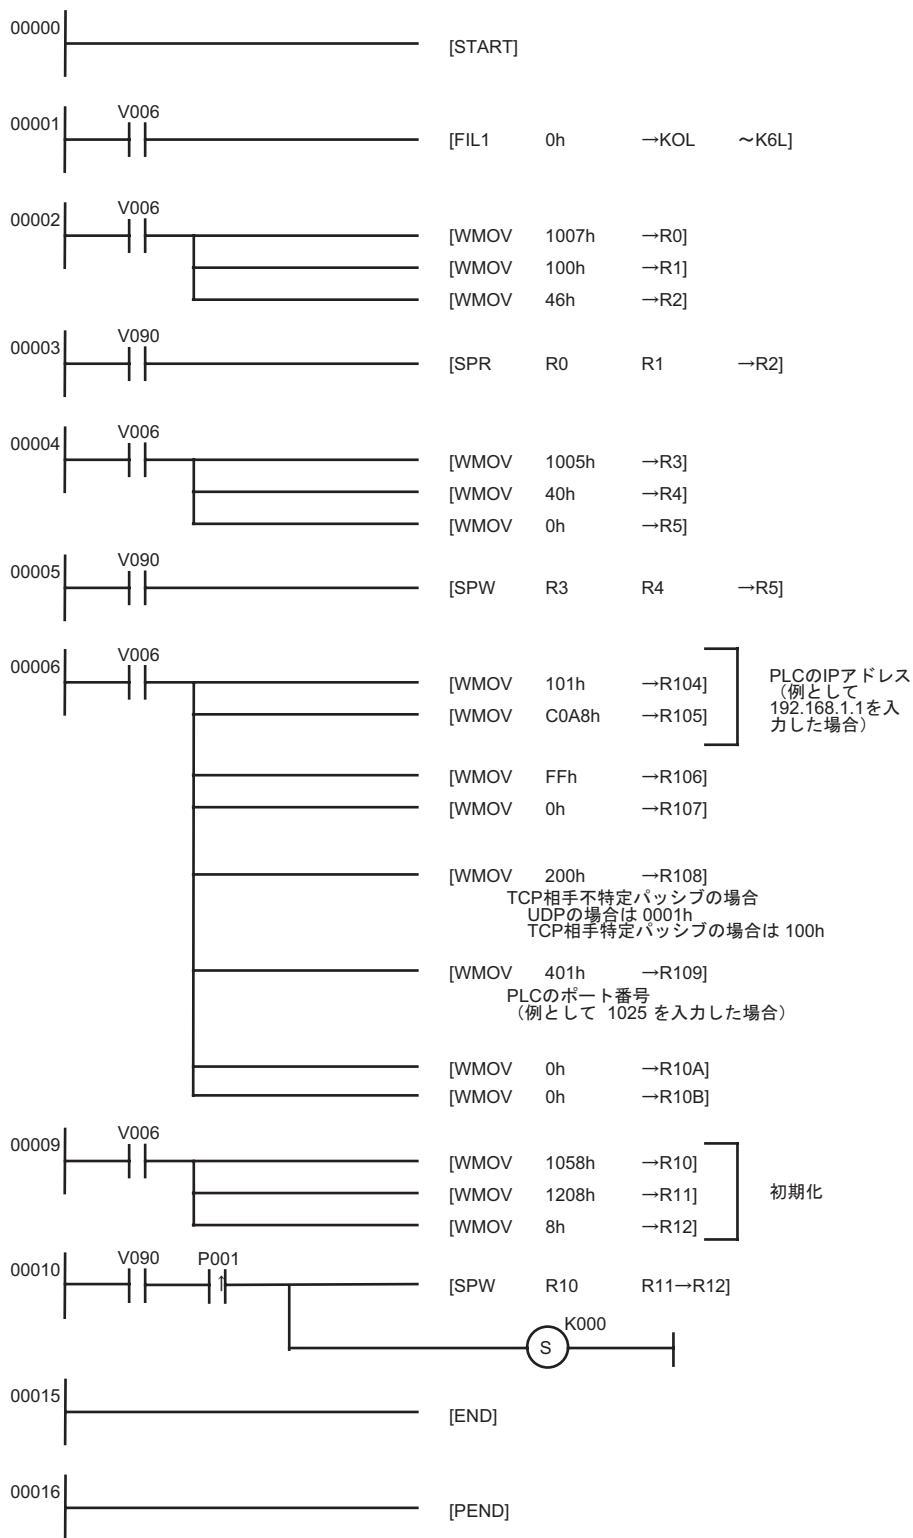 00000
[START]
00001
V006
[FIL1 0h →KOL ～K6L]
00002
V006
[WMOV 1007h →R0]
[WMOV 100h →R1]
[WMOV 46h →R2]
00003
V090
[SPR R0 R1 →R2]
00004
V006
[WMOV 1005h →R3]
[WMOV 40h →R4]
[WMOV 0h →R5]
00005
V090
[SPW R3 R4 →R5]
00006
V006
[WMOV 101h →R104]
[WMOV C0A8h →R105]
PLCのIPアドレス
（例として
192.168.1.1を入
力した場合）
[WMOV FFh →R106]
[WMOV 0h →R107]
[WMOV 200h →R108]
TCP相手不特定パッシブの場合
UDPの場合は 0001h
TCP相手特定パッシブの場合は 100h
[WMOV 401h →R109]
PLCのポート番号
（例として 1025 を入力した場合）
[WMOV 0h →R10A]
[WMOV 0h →R10B]
00009
V006
[WMOV 1058h →R10]
[WMOV 1208h →R11]
[WMOV 8h →R12]
初期化
00010
V090 P001
↑
[SPW R10 R11→R12]
K000
S
00015
[END]
00016
[PEND]